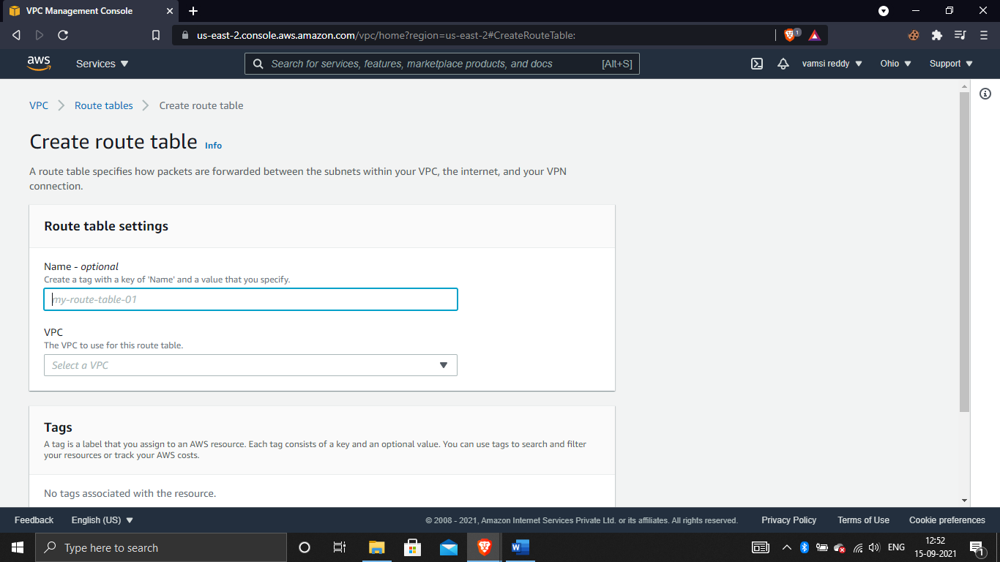 VPC Management Console
us-east-2.console.aws.amazon.com/vpc/home?region=us-east-2#CreateRouteTable:
1
aws
Services
Search for services, features, marketplace products, and docs [Alt+S]
vamsi reddy
Ohio
Support
VPC
Route tables
Create route table
Create route table Info
A route table specifies how packets are forwarded between the subnets within your VPC, the internet, and your VPN
connection.
Route table settings
Name - optional
Create a tag with a key of 'Name' and a value that you specify.
my-route-table-01
VPC
The VPC to use for this route table.
Select a VPC
Tags
A tag is a label that you assign to an AWS resource. Each tag consists of a key and an optional value. You can use tags to search and filter
your resources or track your AWS costs.
No tags associated with the resource.
Feedback
English (US)
© 2008 - 2021, Amazon Internet Services Private Ltd. or its affiliates. All rights reserved.
Privacy Policy
Terms of Use
Cookie preferences
Type here to search
W
ENG
12:52
15-09-2021
1